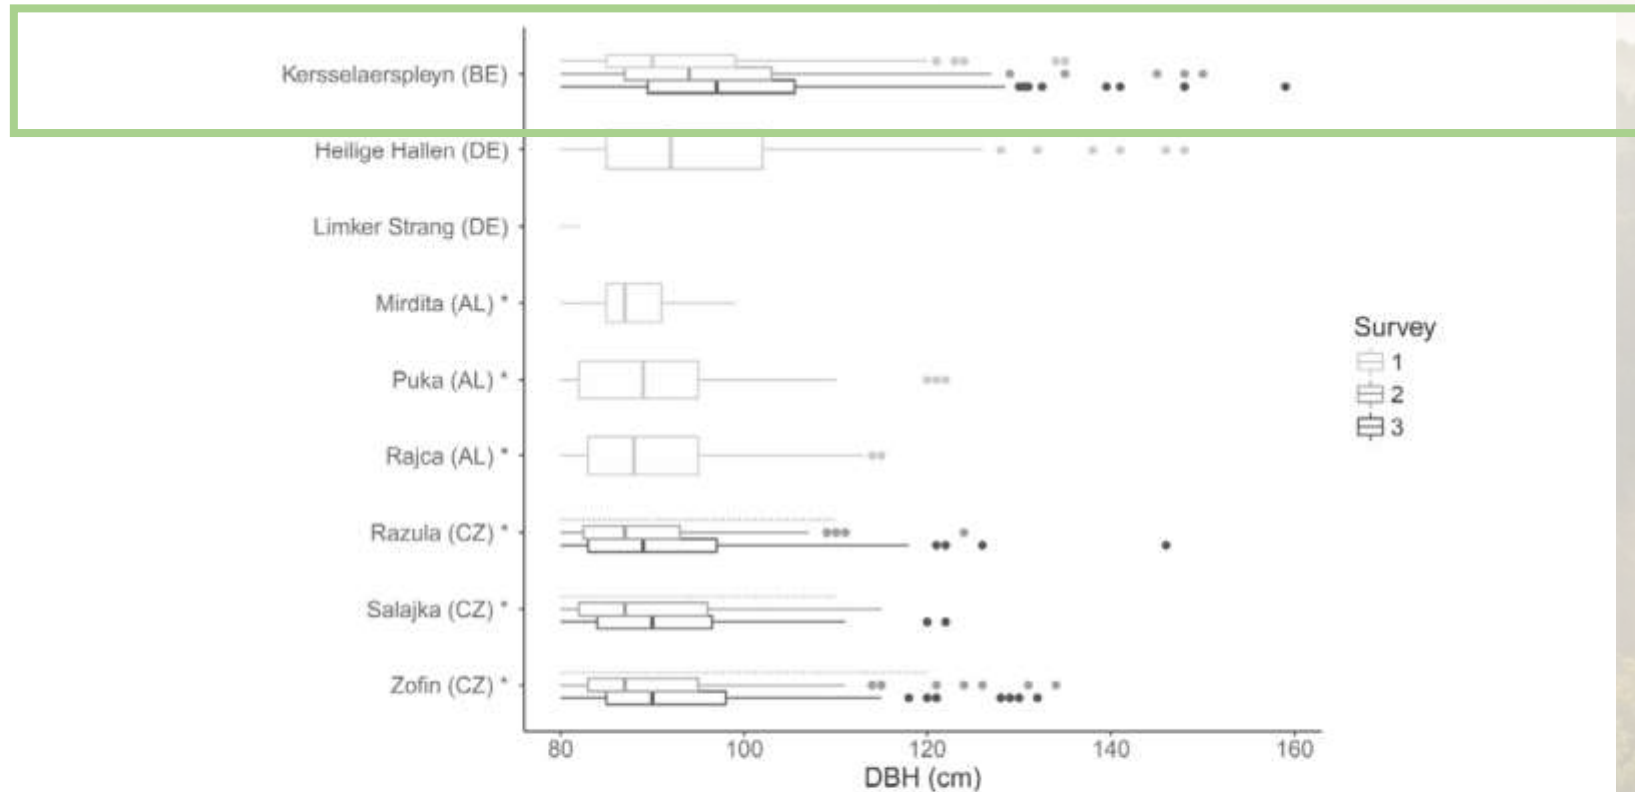 Kersselaerspleyn (BE)
Heilige Hallen (DE)
Limker Strang (DE)
Mirdita (AL) *
Puka (AL) *
Rajca (AL) *
Razula (CZ) *
Salajka (CZ) *
Zofin (CZ) *
Survey
1
2
3
80 100 120 140 160
DBH (cm)